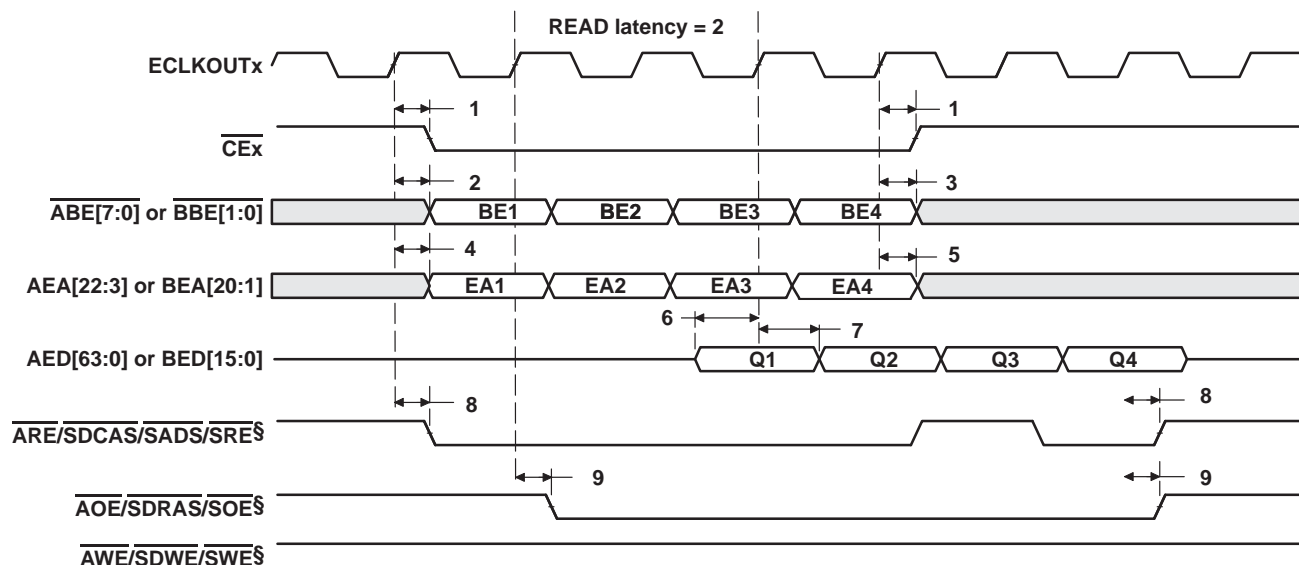 READ latency = 2
ECLKOUTx
1 1
CEx
2 3
ABE[7:0] or BBE[1:0] BE1 BE2 BE3 BE4
4 5
AEA[22:3] or BEA[20:1] EA1 EA2 EA3 EA4
6 7
AED[63:0] or BED[15:0] Q1 Q2 Q3 Q4
8 8
ARE/SDCAS/SADS/SRE§
9 9
AOE/SDRAS/SOE§
AWE/SDWE/SWE§